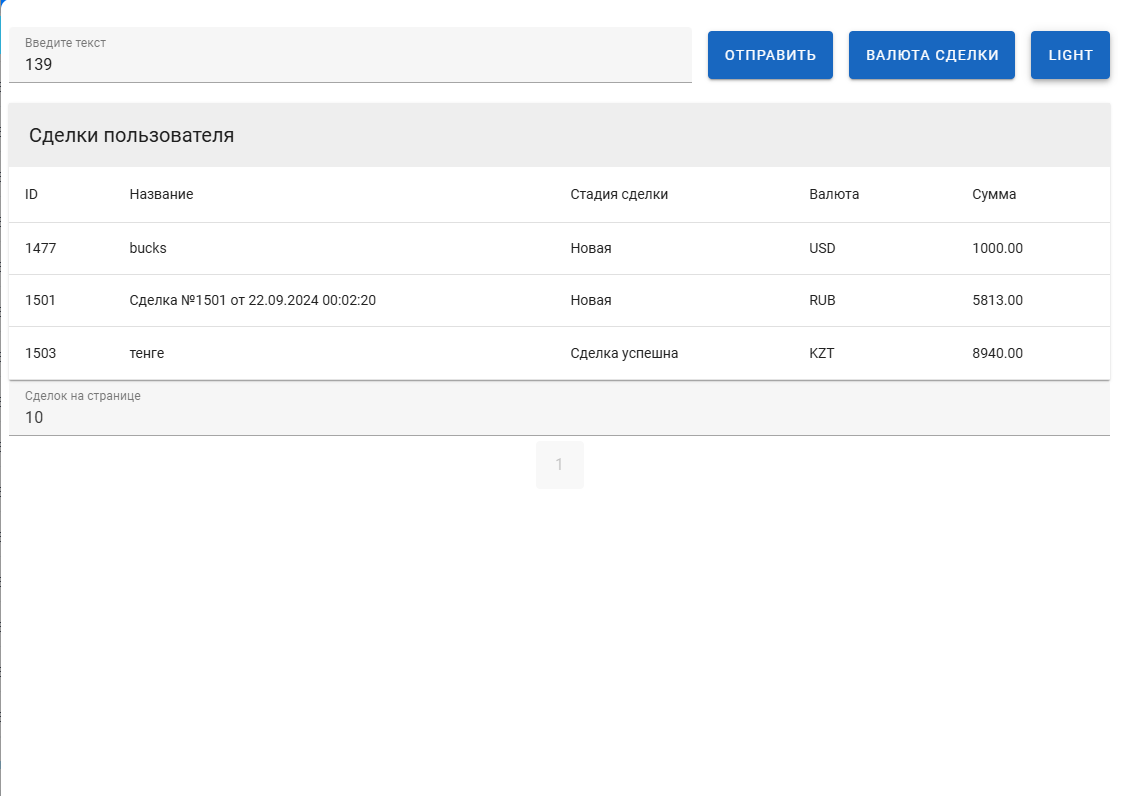 Введите текст
139
ОТПРАВИТЬ
ВАЛЮТА СДЕЛКИ
LIGHT
Сделки пользователя
ID Название Стадия сделки Валюта Сумма
1477 bucks Новая USD 1000.00
1501 Сделка №1501 от 22.09.2024 00:02:20 Новая RUB 5813.00
1503 тенге Сделка успешна KZT 8940.00
Сделок на странице
10
1